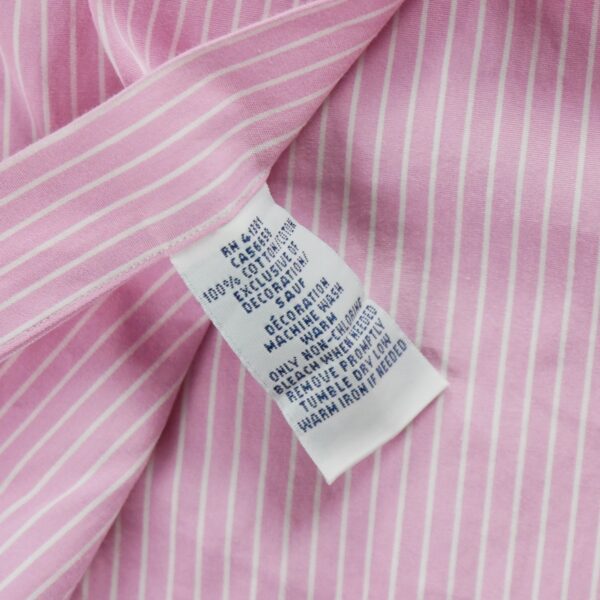 RN 41381
CA56858
100% COTTON/COTON
EXCLUSIVE OF
DECORATION/
SAUF
DÉCORATION
MACHINE WASH
WARM
ONLY NON-CHLORINE
BLEACH WHEN NEEDED
REMOVE PROMPTLY
TUMBLE DRY LOW
WARM IRON IF NEEDED